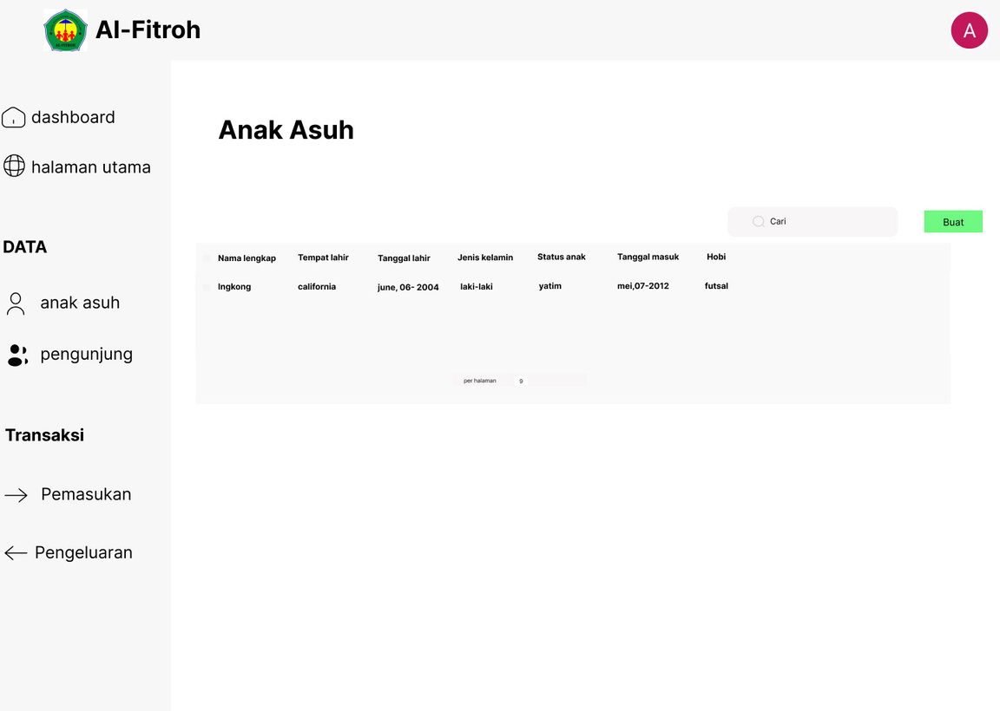 AL-FITROH
Al-Fitroh
A
dashboard
halaman utama
DATA
anak asuh
pengunjung
Transaksi
Pemasukan
Pengeluaran
Anak Asuh
Cari
Buat
Nama lengkap Tempat lahir Tanggal lahir Jenis kelamin Status anak Tanggal masuk Hobi
Ingkong california june, 06- 2004 laki-laki yatim mei,07-2012 futsal
per halaman 9